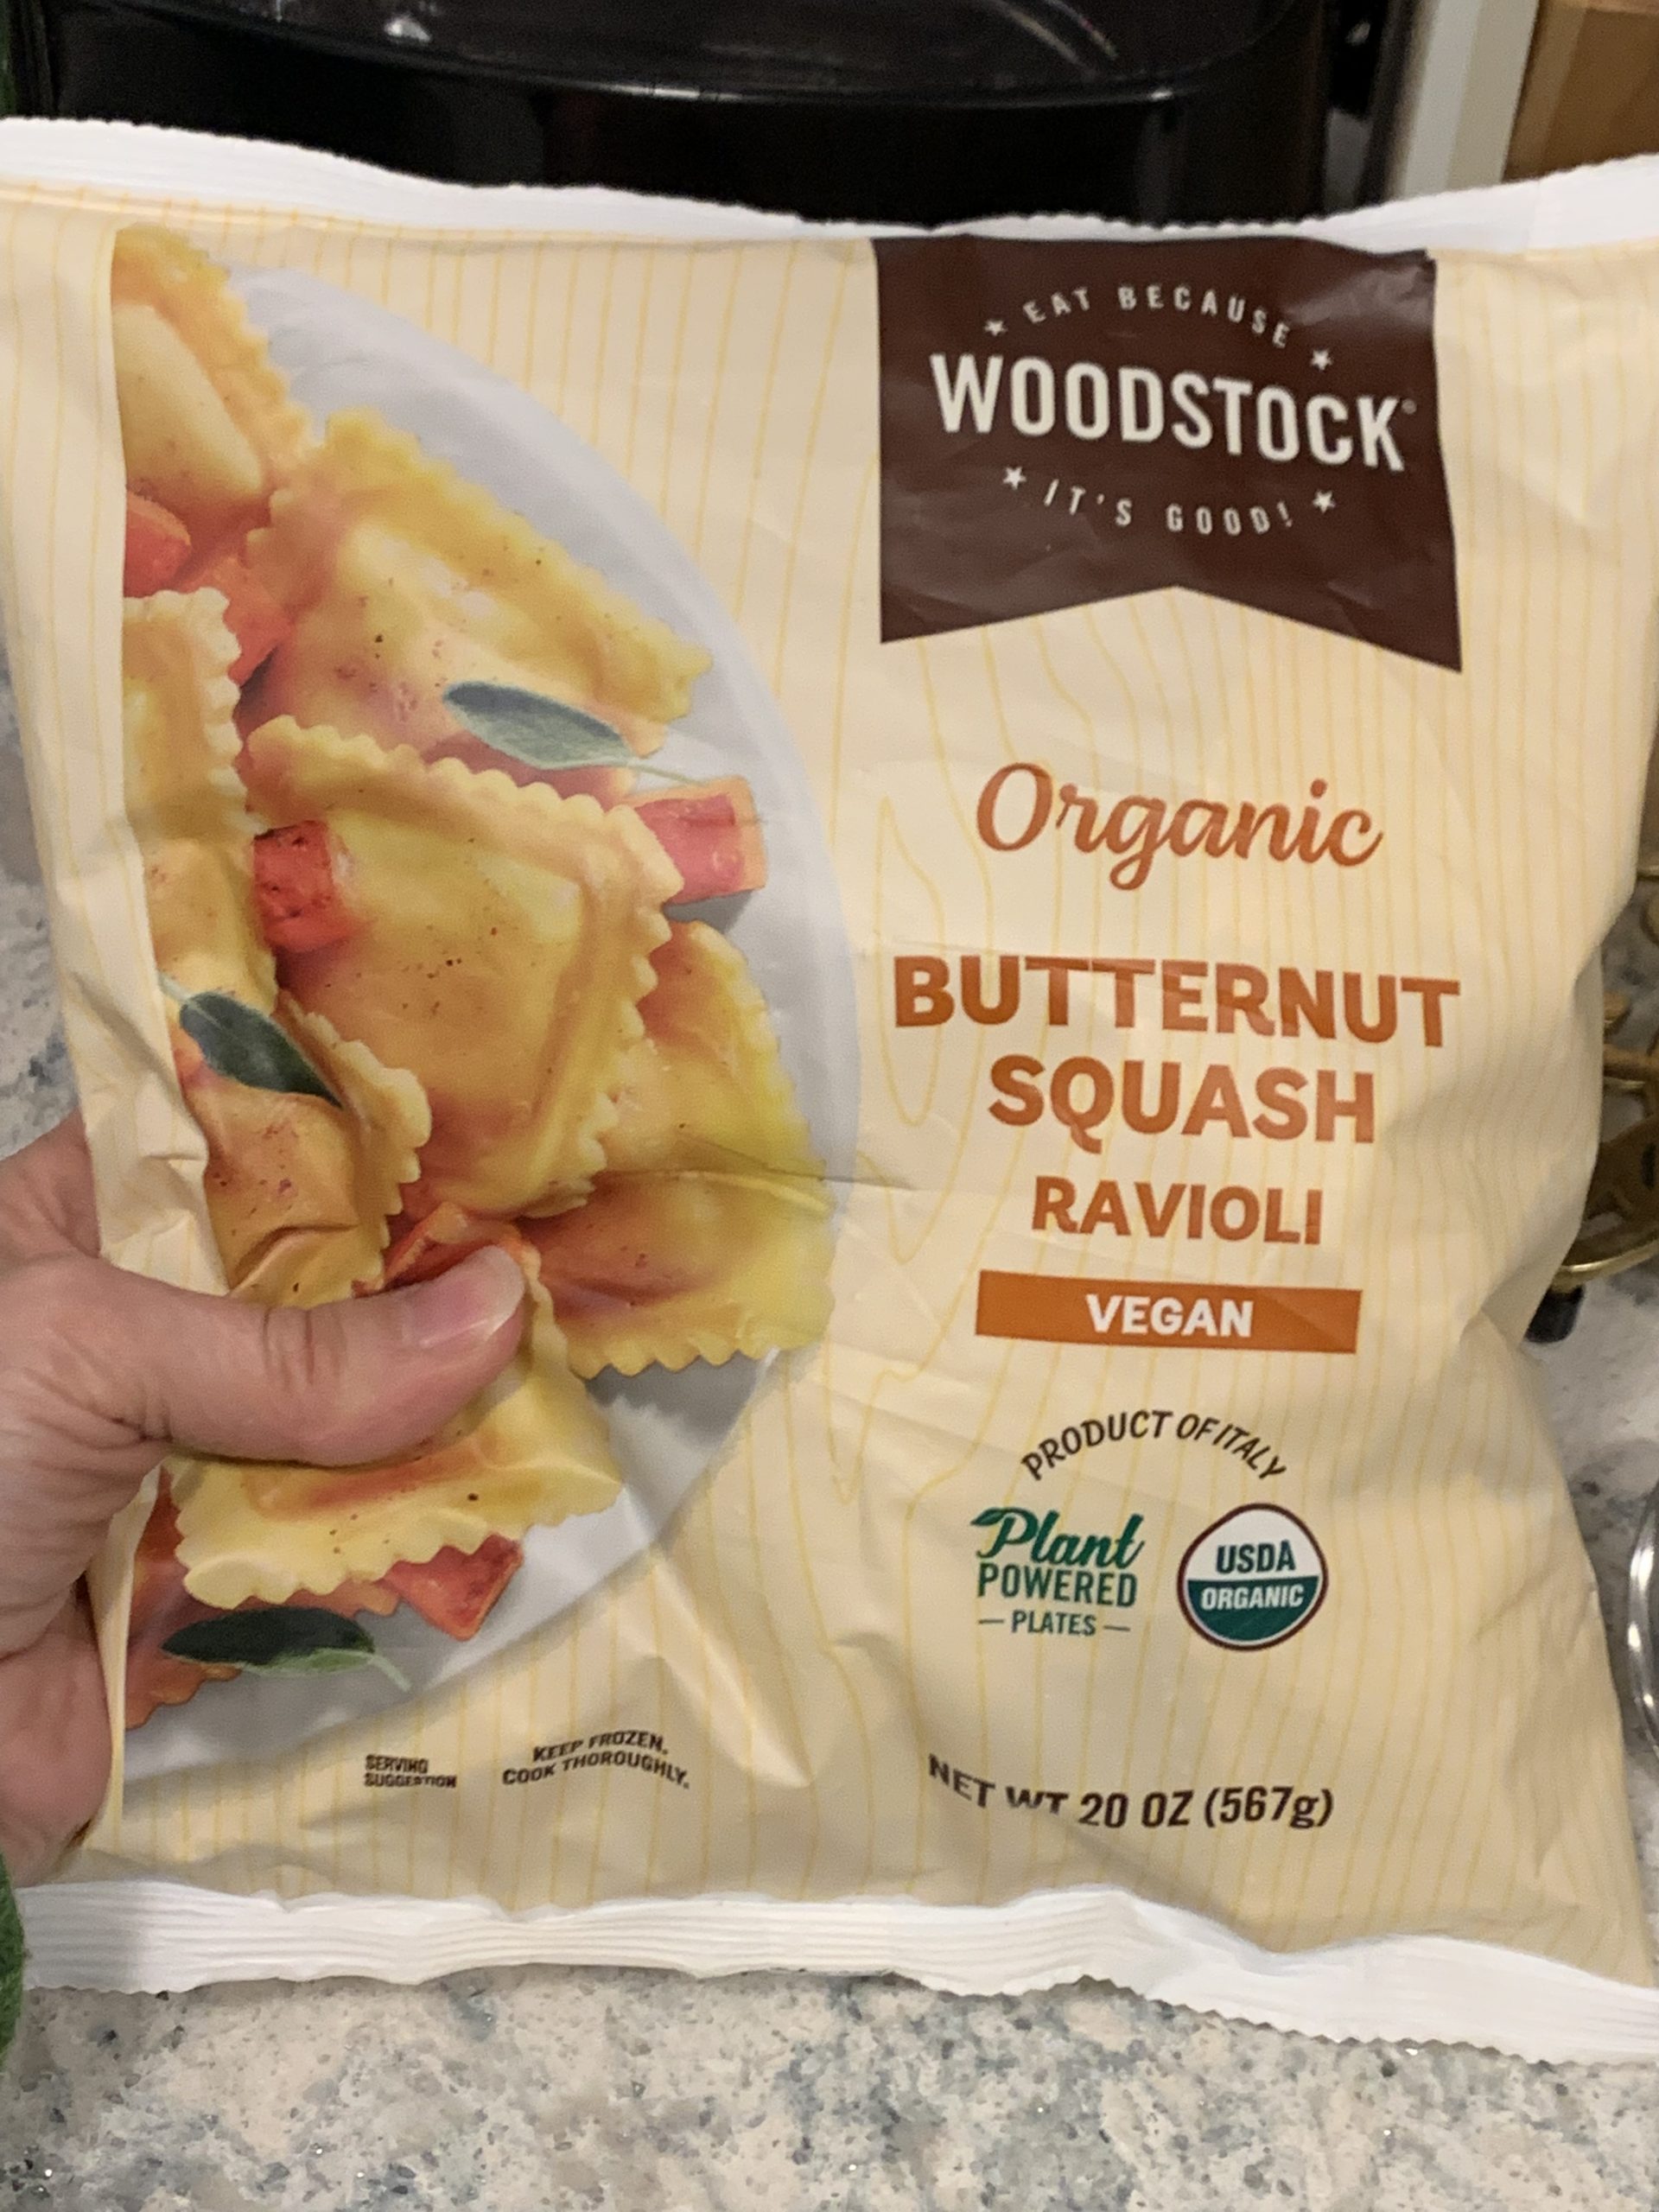 EAT BECAUSE
WOODSTOCK®
IT'S GOOD!
Organic
BUTTERNUT
SQUASH
RAVIOLI
VEGAN
PRODUCT OF ITALY
Plant
POWERED
PLATES
USDA
ORGANIC
SERVING
SUGGESTION
KEEP FROZEN.
COOK THOROUGHLY.
NET WT 20 OZ (567g)